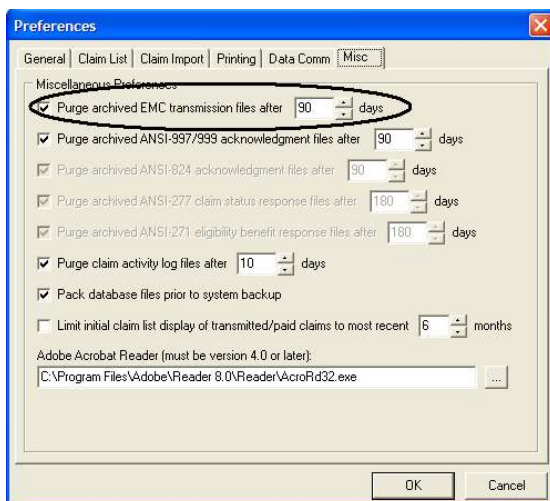 Preferences
General Claim List Claim Import Printing Data Comm Misc
Miscellaneous Preferences
Purge archived EMC transmission files after 90 days
Purge archived ANSI-997/999 acknowledgment files after 90 days
Purge archived ANSI-824 acknowledgment files after 90 days
Purge archived ANSI-277 claim status response files after 180 days
Purge archived ANSI-271 eligibility benefit response files after 180 days
Purge claim activity log files after 10 days
Pack database files prior to system backup
Limit initial claim list display of transmitted/paid claims to most recent 6 months
Adobe Acrobat Reader (must be version 4.0 or later):
C:\Program Files\Adobe\Reader 8.0\Reader\AcroRd32.exe ...
OK Cancel